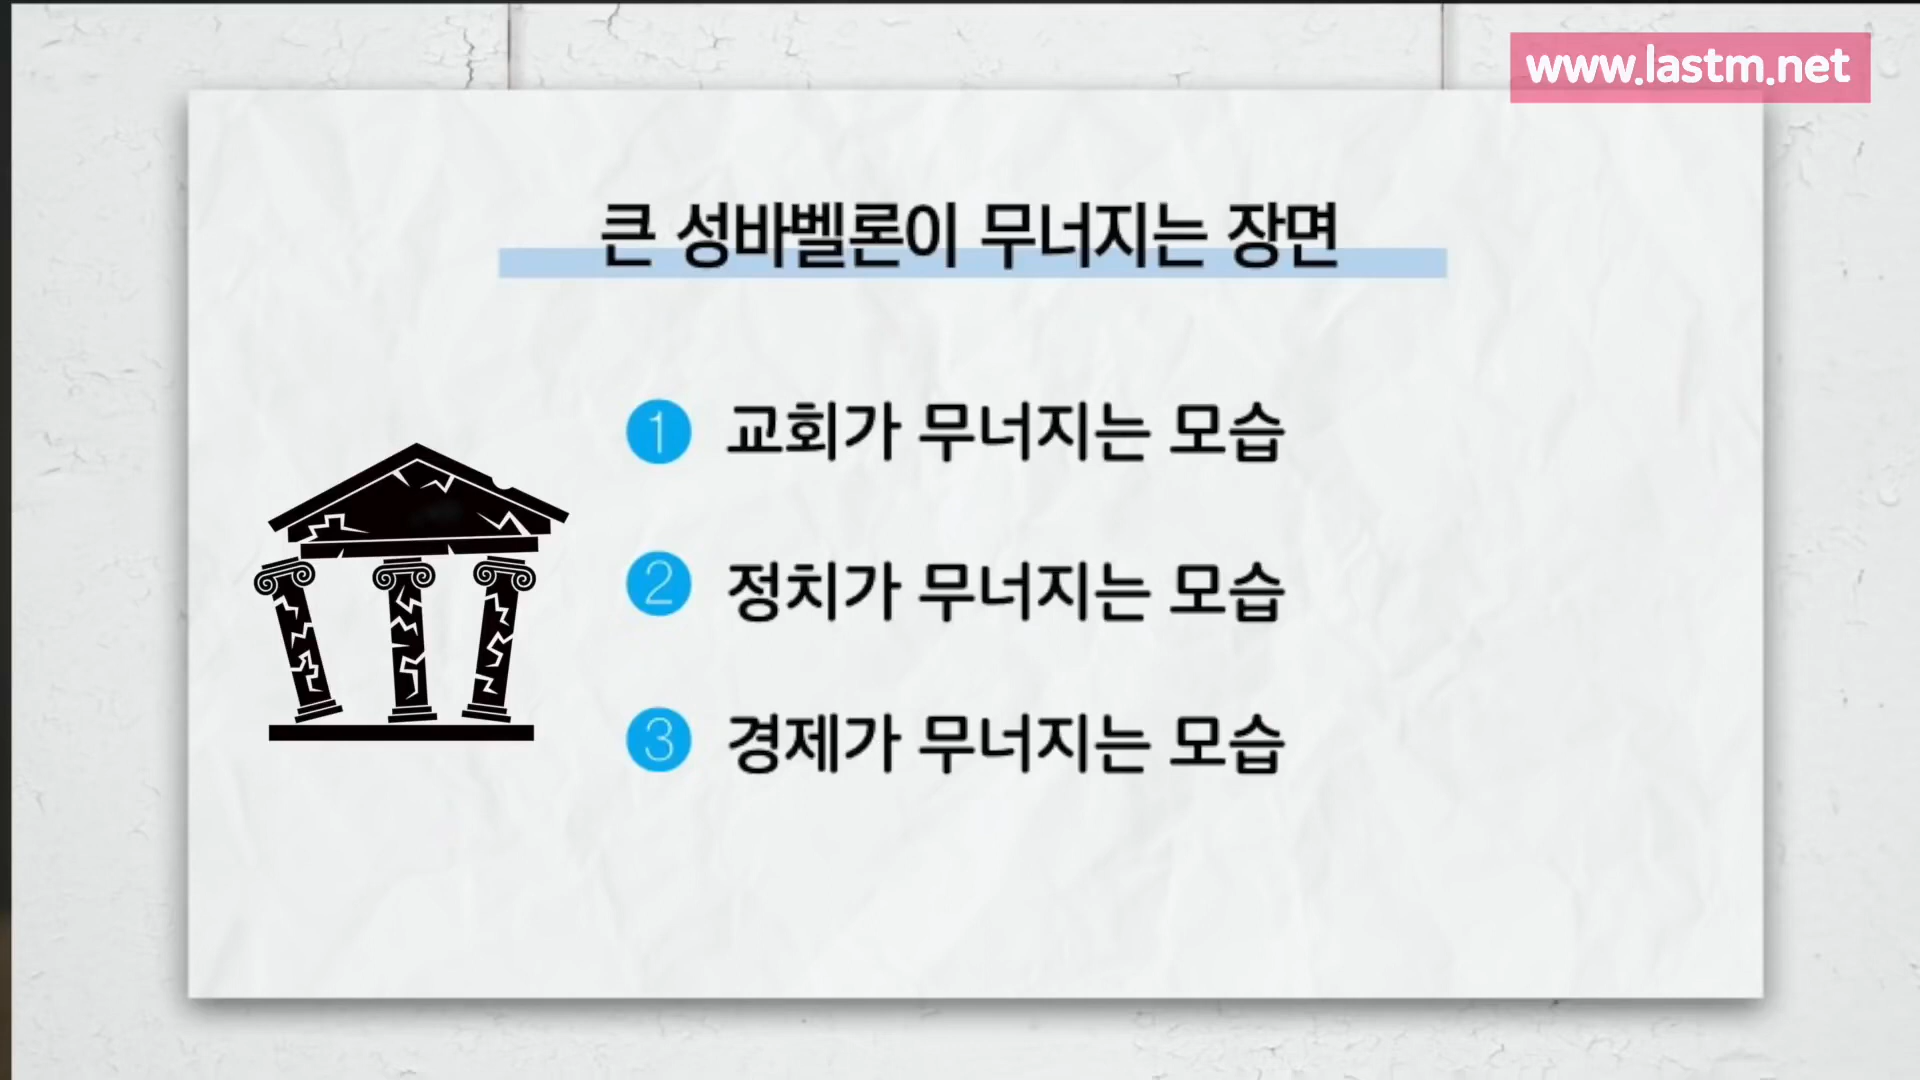 www.lastm.net
큰 성바벨론이 무너지는 장면
1 교회가 무너지는 모습
2 정치가 무너지는 모습
3 경제가 무너지는 모습